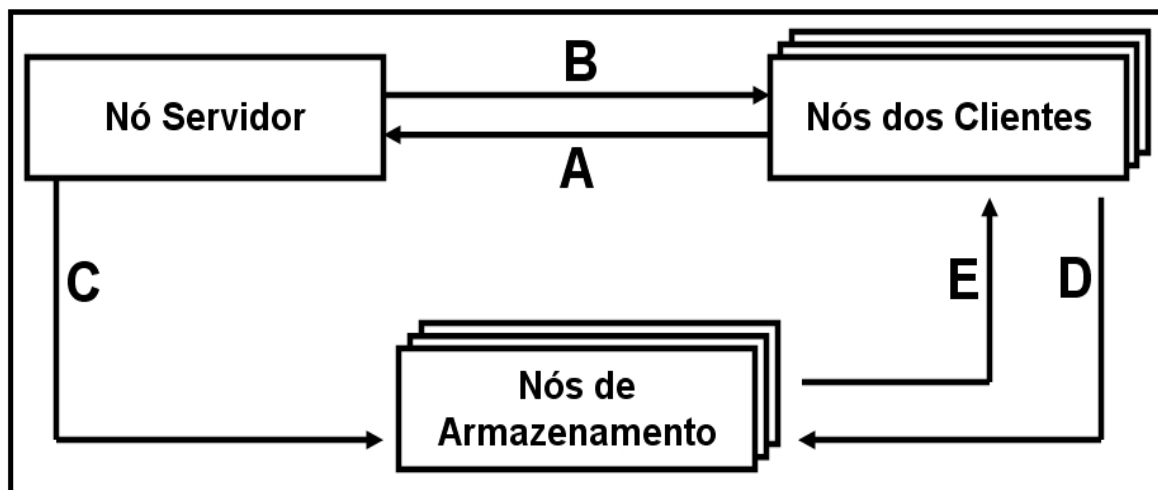 B
Nó Servidor
Nós dos Clientes
A
C
E
D
Nós de
Armazenamento